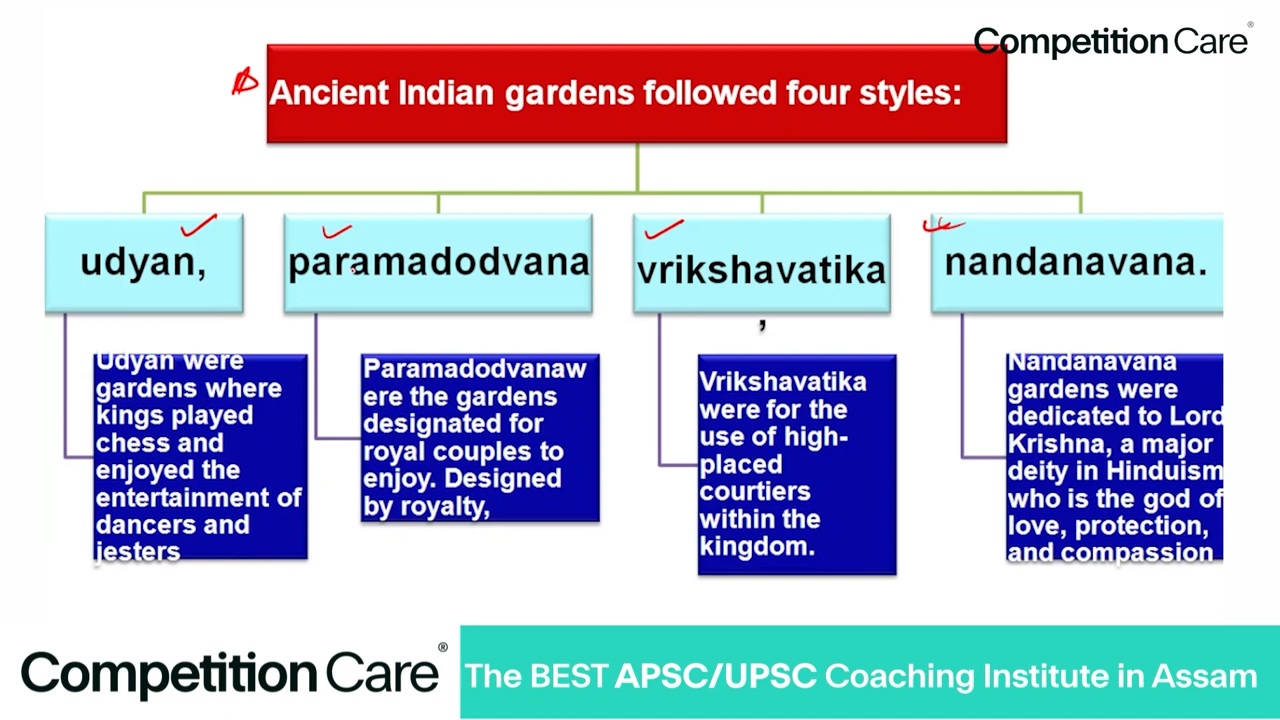 Competition Care®
Ancient Indian gardens followed four styles:
udyan,
paramadodvana
vrikshavatika
,
nandanavana.
Udyan were
gardens where
kings played
chess and
enjoyed the
entertainment of
dancers and
jesters
Paramadodvanaw
ere the gardens
designated for
royal couples to
enjoy. Designed
by royalty,
Vrikshavatika
were for the
use of high-
placed
courtiers
within the
kingdom.
Nandanavana
gardens were
dedicated to Lord
Krishna, a major
deity in Hinduism
who is the god of
love, protection,
and compassion
Competition Care®
The BEST APSC/UPSC Coaching Institute in Assam